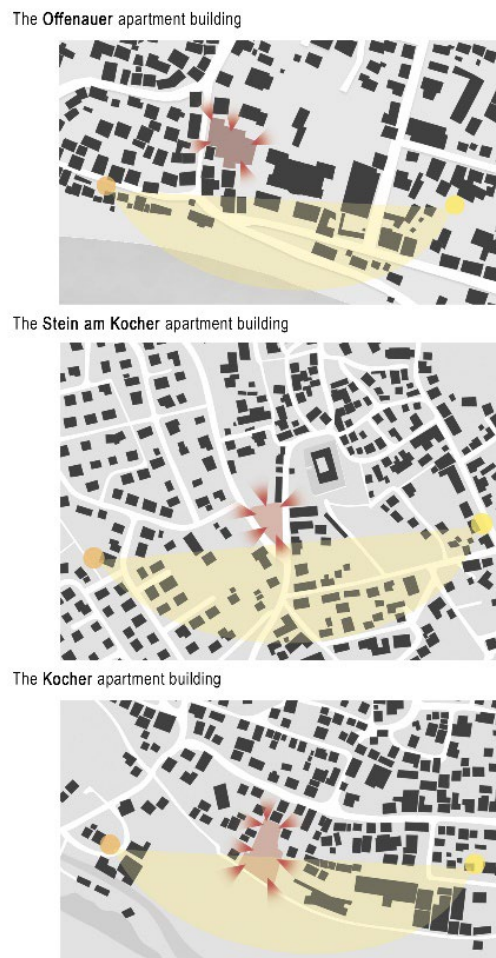 The Offenauer apartment building
The Stein am Kocher apartment building
The Kocher apartment building